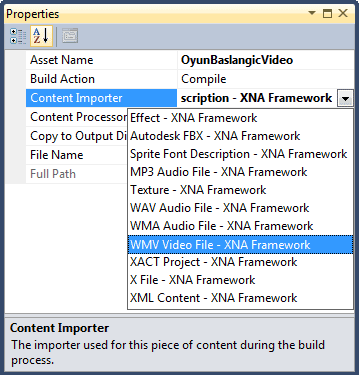 Properties
Asset Name OyunBaslangicVideo
Build Action Compile
Content Importer scription - XNA Framework
Content Processor
Effect - XNA Framework
Copy to Output Di
Autodesk FBX - XNA Framework
File Name
Sprite Font Description - XNA Framework
Full Path
MP3 Audio File - XNA Framework
Texture - XNA Framework
WAV Audio File - XNA Framework
WMA Audio File - XNA Framework
WMV Video File - XNA Framework
XACT Project - XNA Framework
X File - XNA Framework
XML Content - XNA Framework
Content Importer
The importer used for this piece of content during the build
process.